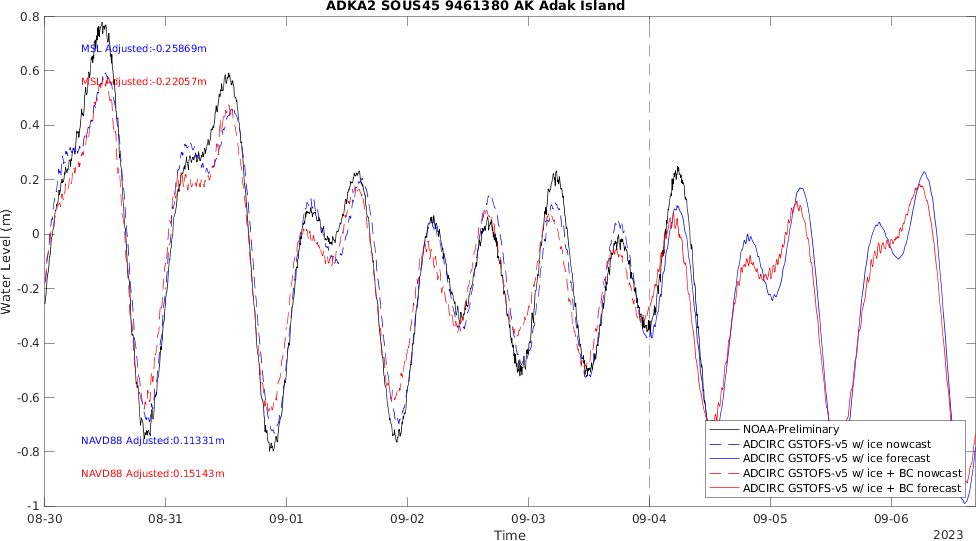 ADKA2 SOUS45 9461380 AK Adak Island
0.8
0.6
0.4
0.2
0
-0.2
-0.4
-0.6
-0.8
-1
Water Level (m)
MSL Adjusted:-0.25869m
MSL Adjusted:-0.22057m
NAVD88 Adjusted:0.11331m
NAVD88 Adjusted:0.15143m
NOAA-Preliminary
ADCIRC GSTOFS-v5 w/ ice nowcast
ADCIRC GSTOFS-v5 w/ ice forecast
ADCIRC GSTOFS-v5 w/ ice + BC nowcast
ADCIRC GSTOFS-v5 w/ ice + BC forecast
08-30 08-31 09-01 09-02 09-03 09-04 09-05 09-06
Time
2023